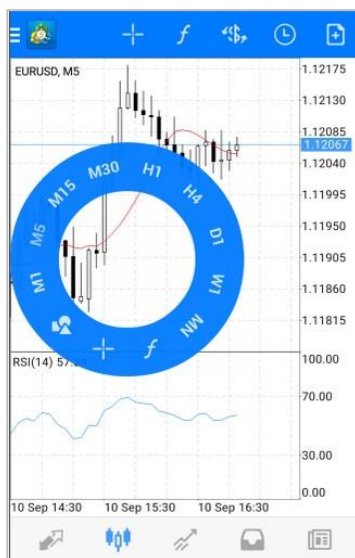 EURUSD, M5
1.12175
1.12130
1.12085
1.12067
1.12040
1.11995
1.11950
1.11905
1.11860
1.11815
M1
M5
M15
M30
H1
H4
D1
W1
MN
f
f
RSI(14) 57.
100.00
70.00
30.00
0.00
10 Sep 14:30 10 Sep 15:30 10 Sep 16:30